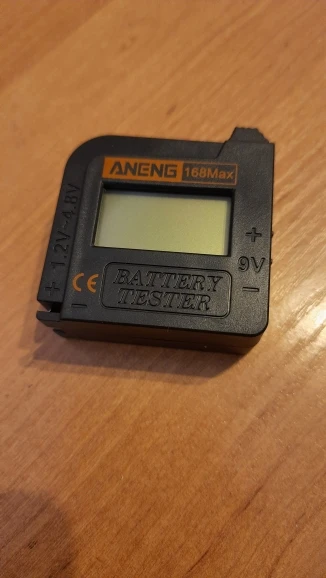 ANENG 168Max
1.2V~4.8V
+
−
CE
BATTERY
TESTER
+
9V
−